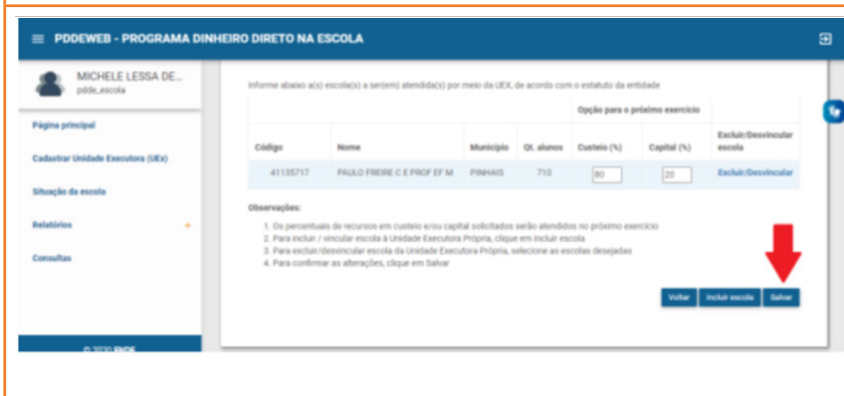 PDDEWEB - PROGRAMA DINHEIRO DIRETO NA ESCOLA
MICHELE LESSA DE...
pdde_escola
Página principal
Cadastrar Unidade Executora (UEx)
Situação da escola
Relatórios +
Consultas
© 2020 FNDE
Informe abaixo a(s) escola(s) a ser(em) atendida(s) por meio da UEX, de acordo com o estatuto da entidade
Opção para o próximo exercício
Código Nome Município Qt. alunos Custeio (%) Capital (%) Excluir/Desvincular escola
41135717 PAULO FREIRE C E PROF EF M PINHAIS 710 80 20 Excluir/Desvincular
Observações:
1. Os percentuais de recursos em custeio e/ou capital solicitados serão atendidos no próximo exercício
2. Para incluir / vincular escola à Unidade Executora Própria, clique em Incluir escola
3. Para excluir/desvincular escola da Unidade Executora Própria, selecione as escolas desejadas
4. Para confirmar as alterações, clique em Salvar
Voltar Incluir escola Salvar